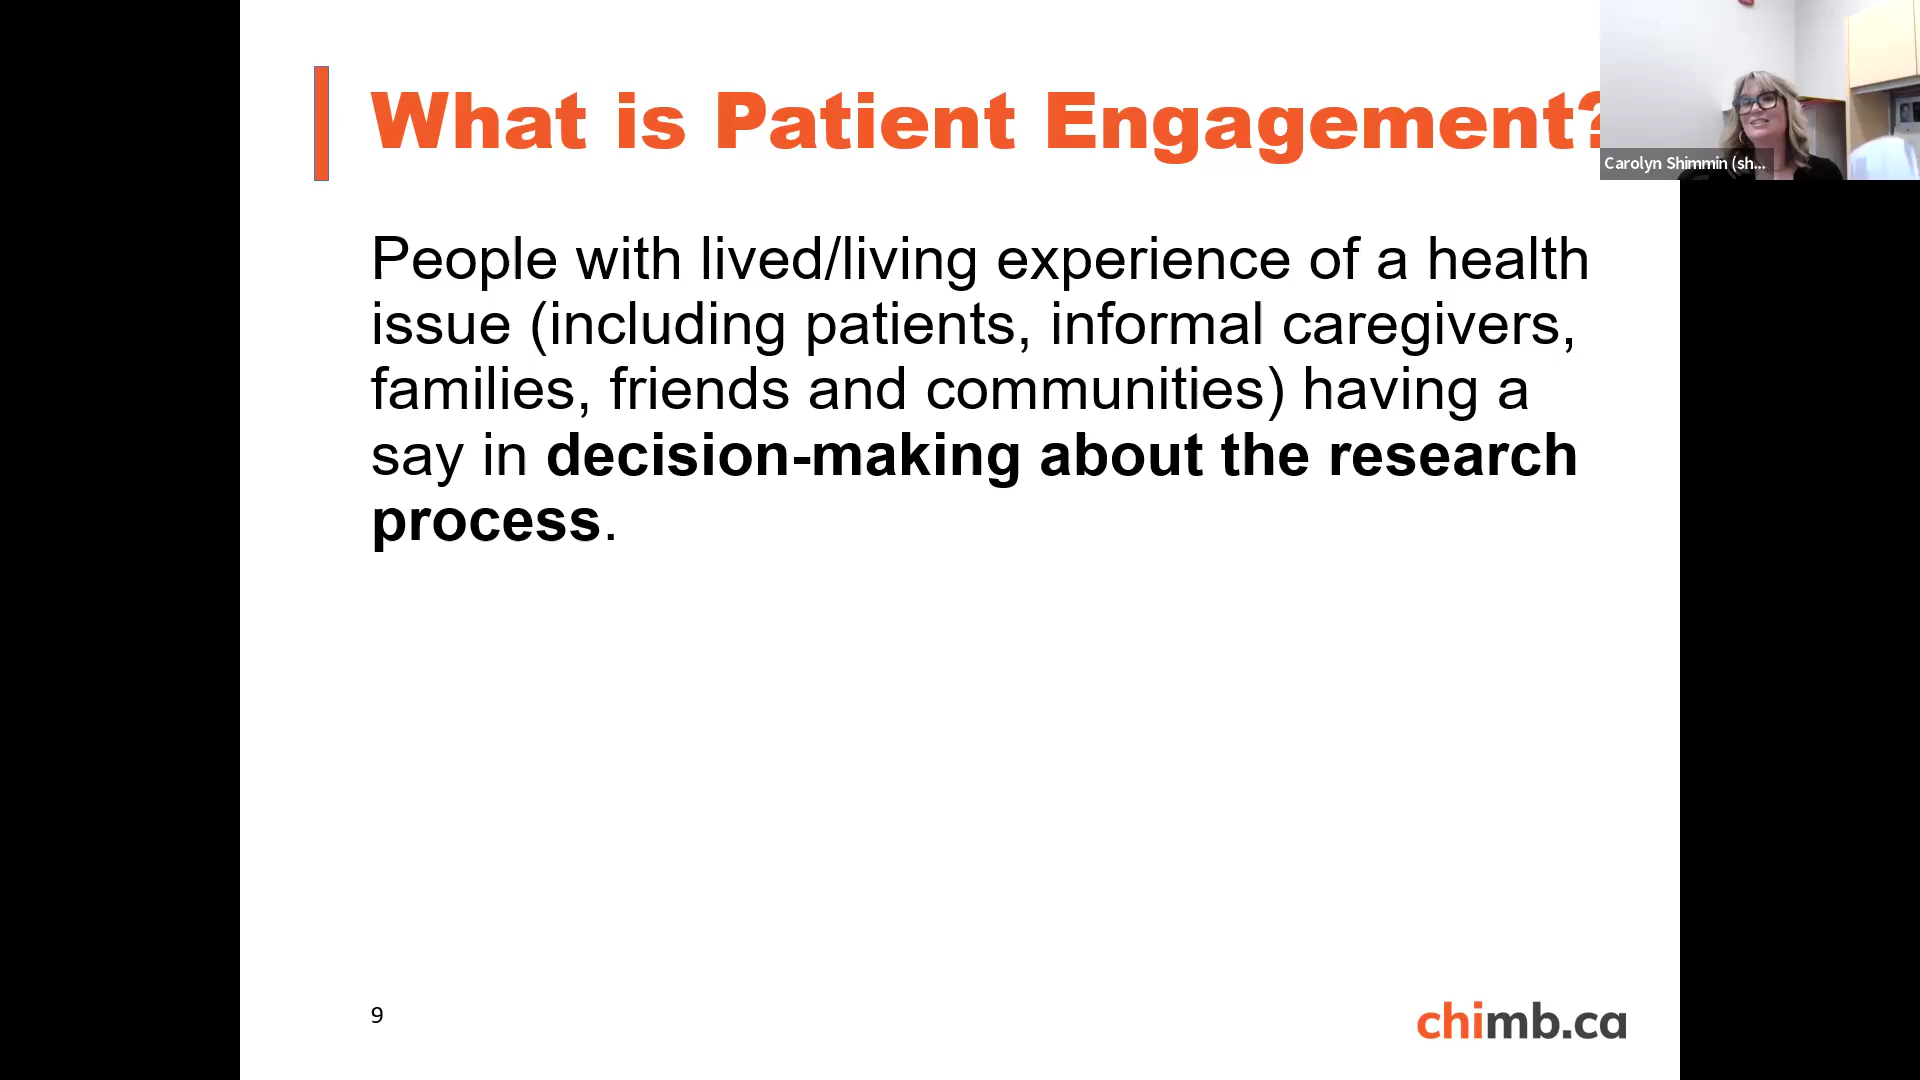 What is Patient Engagement?
Carolyn Shimmin (sh...
People with lived/living experience of a health
issue (including patients, informal caregivers,
families, friends and communities) having a
say in decision-making about the research
process.
9
chimb.ca